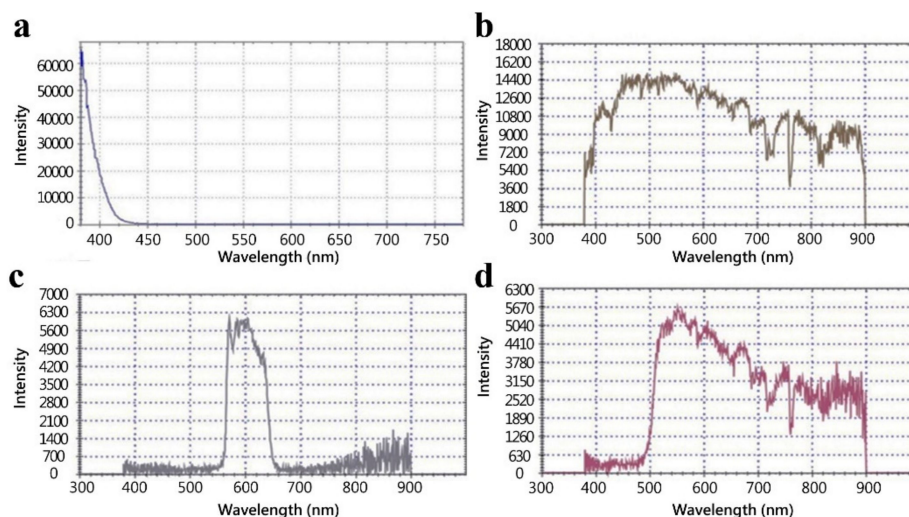 a
60000
50000
40000
30000
20000
10000
0
Intensity
400 450 500 550 600 650 700 750
Wavelength (nm)
b
18000
16200
14400
12600
10800
9000
7200
5400
3600
1800
0
Intensity
300 400 500 600 700 800 900
Wavelength (nm)
c
7000
6300
5600
4900
4200
3500
2800
2100
1400
700
0
Intensity
300 400 500 600 700 800 900
Wavelength (nm)
d
6300
5670
5040
4410
3780
3150
2520
1890
1260
630
0
Intensity
300 400 500 600 700 800 900
Wavelength (nm)